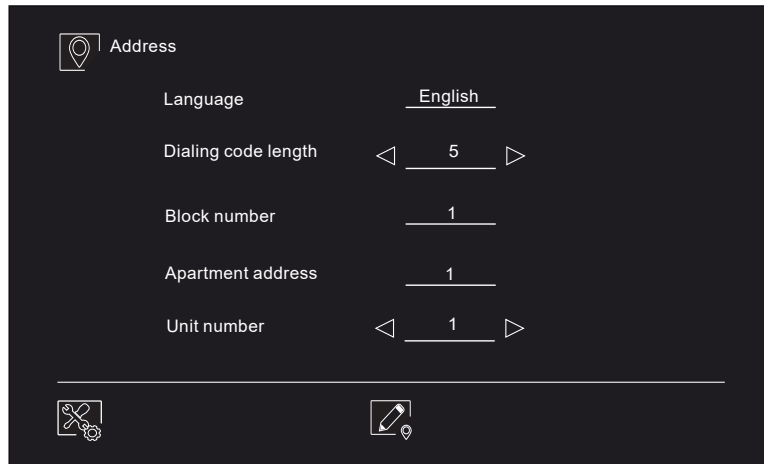 Address
Language English
Dialing code length 5
Block number 1
Apartment address 1
Unit number 1